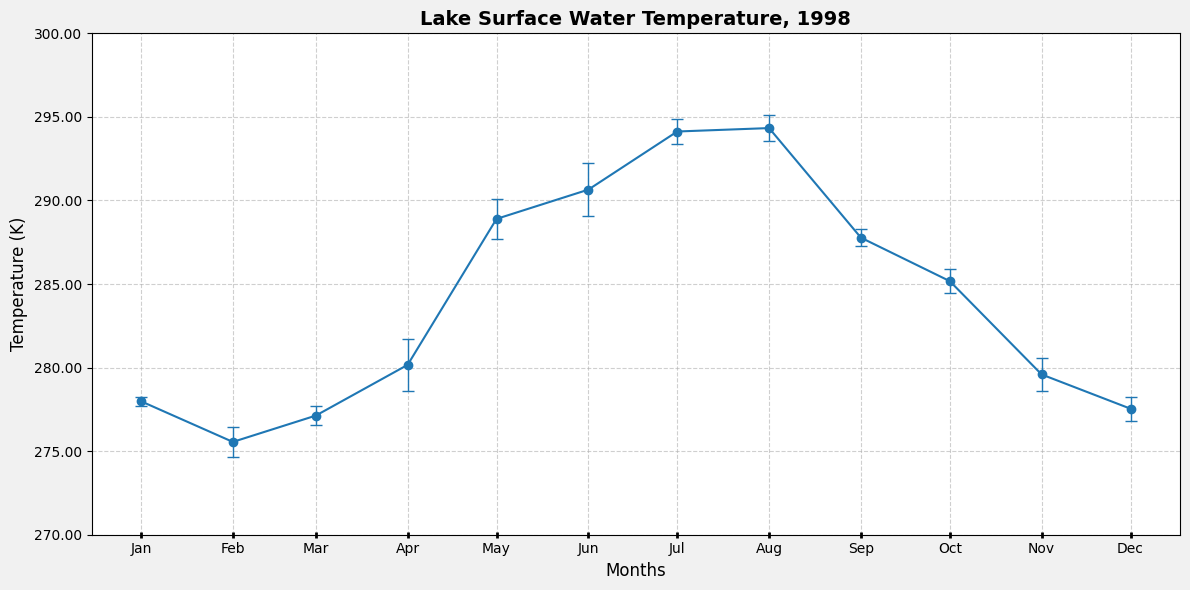 Lake Surface Water Temperature, 1998
300.00
295.00
290.00
285.00
280.00
275.00
270.00
Temperature (K)
Jan Feb Mar Apr May Jun Jul Aug Sep Oct Nov Dec
Months